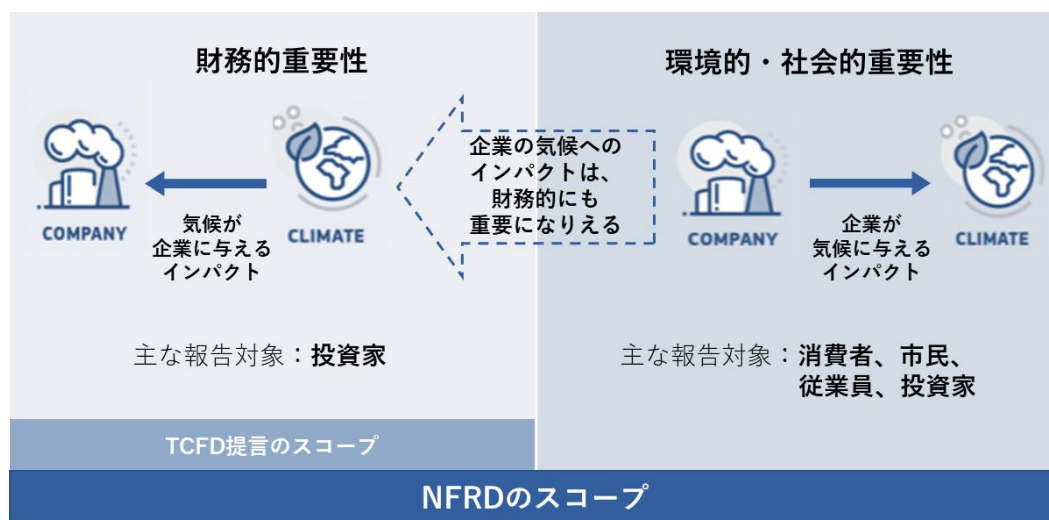 財務的重要性
COMPANY
CLIMATE
気候が
企業に与える
インパクト
主な報告対象：投資家
TCFD提言のスコープ
企業の気候への
インパクトは、
財務的にも
重要になりえる
環境的・社会的重要性
COMPANY
CLIMATE
企業が
気候に与える
インパクト
主な報告対象：消費者、市民、
従業員、投資家
NFRDのスコープ